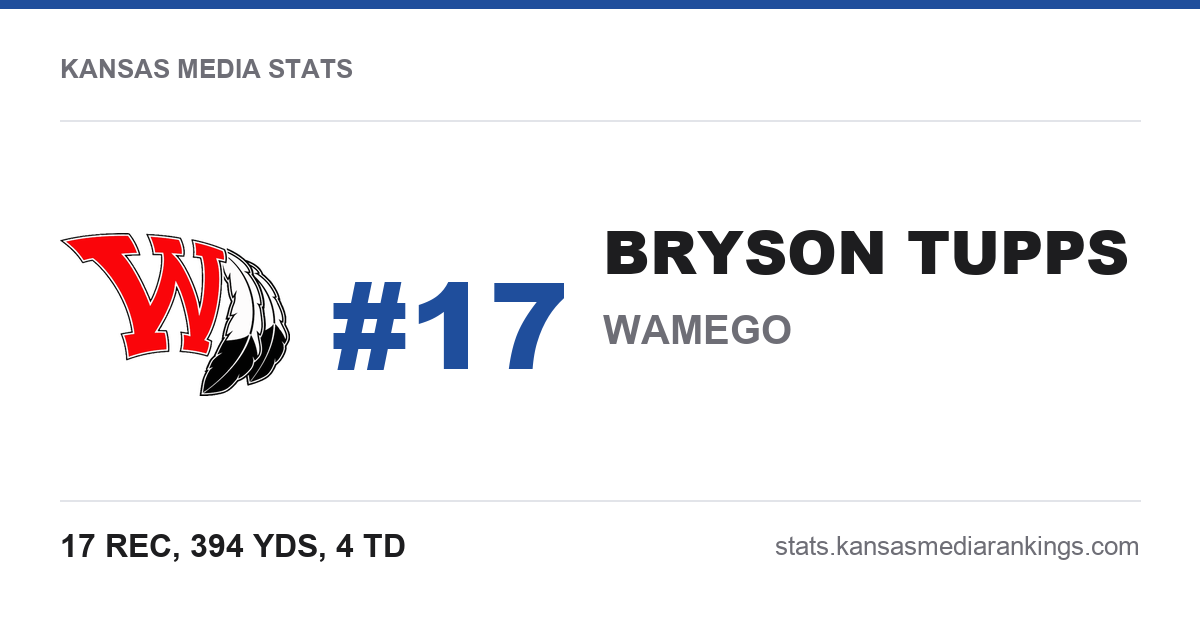 KANSAS MEDIA STATS
W
#17
BRYSON TUPPS
WAMEGO
17 REC, 394 YDS, 4 TD
stats.kansasmediarankings.com